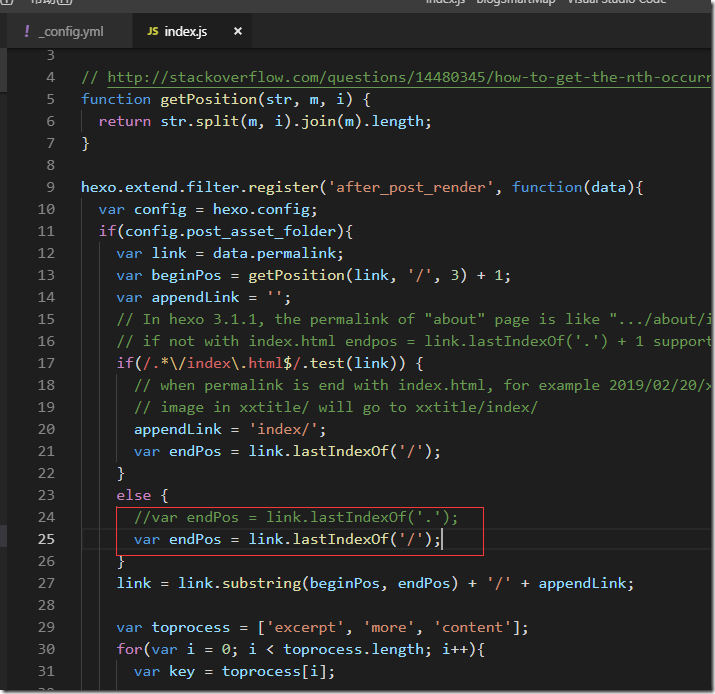 index.js - BlogSmartMap - Visual Studio Code
! _config.yml JS index.js ×
3
4 // http://stackoverflow.com/questions/14480345/how-to-get-the-nth-occurr
5 function getPosition(str, m, i) {
6 return str.split(m, i).join(m).length;
7 }
8
9 hexo.extend.filter.register('after_post_render', function(data){
10 var config = hexo.config;
11 if(config.post_asset_folder){
12 var link = data.permalink;
13 var beginPos = getPosition(link, '/', 3) + 1;
14 var appendLink = '';
15 // In hexo 3.1.1, the permalink of "about" page is like ".../about/i
16 // if not with index.html endpos = link.lastIndexOf('.') + 1 support
17 if(/.*\/index\.html$/.test(link)) {
18 // when permalink is end with index.html, for example 2019/02/20/x
19 // image in xxtitle/ will go to xxtitle/index/
20 appendLink = 'index/';
21 var endPos = link.lastIndexOf('/');
22 }
23 else {
24 //var endPos = link.lastIndexOf('.');
25 var endPos = link.lastIndexOf('/');
26 }
27 link = link.substring(beginPos, endPos) + '/' + appendLink;
28
29 var toprocess = ['excerpt', 'more', 'content'];
30 for(var i = 0; i < toprocess.length; i++){
31 var key = toprocess[i];